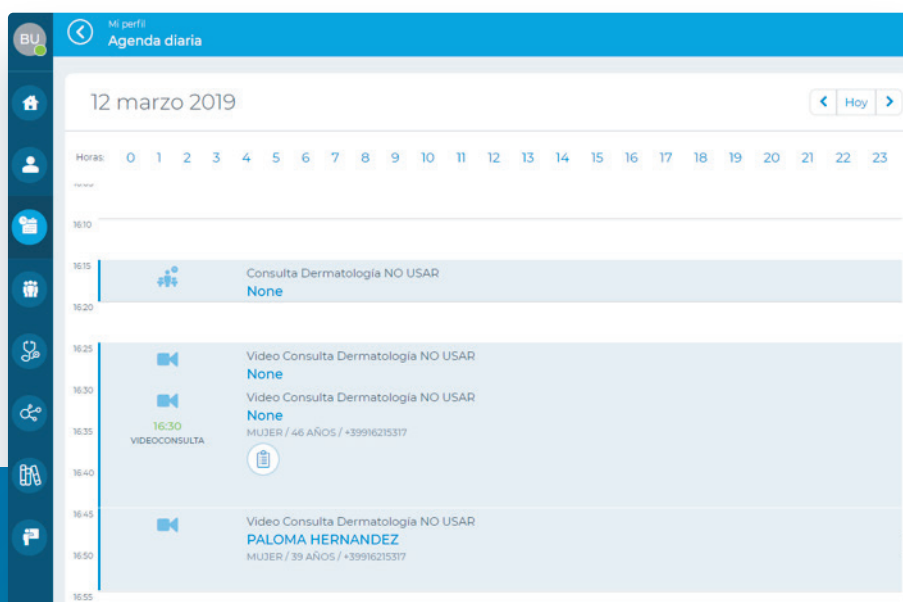 BU
Mi perfil
Agenda diaria
12 marzo 2019
Hoy
Horas: 0 1 2 3 4 5 6 7 8 9 10 11 12 13 14 15 16 17 18 19 20 21 22 23
16:10
16:15
Consulta Dermatología NO USAR
None
16:20
16:25
Video Consulta Dermatología NO USAR
None
16:30
Video Consulta Dermatología NO USAR
None
16:30
16:35
MUJER / 46 AÑOS / +39916215317
VIDEOCONSULTA
16:40
16:45
Video Consulta Dermatología NO USAR
PALOMA HERNANDEZ
16:50
MUJER / 39 AÑOS / +39916215317
16:55